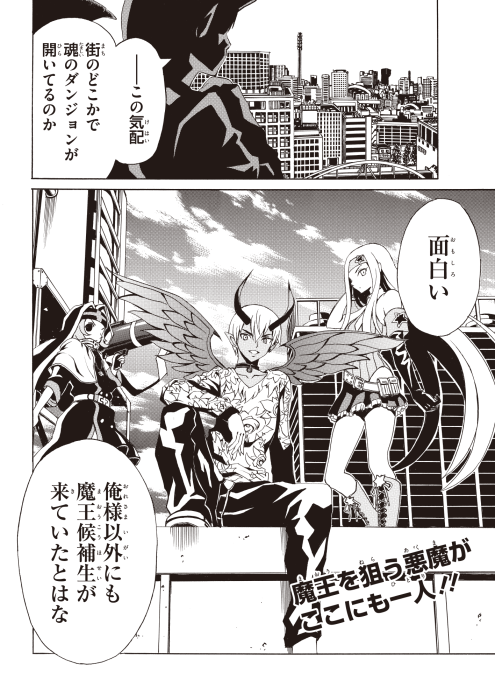 ――この気配
街のどこかで
魂のダンジョンが
開いてるのか
面白い
俺様以外にも
魔王候補生が
来ていたとはな
魔王を狙う悪魔が
ここにも一人!!